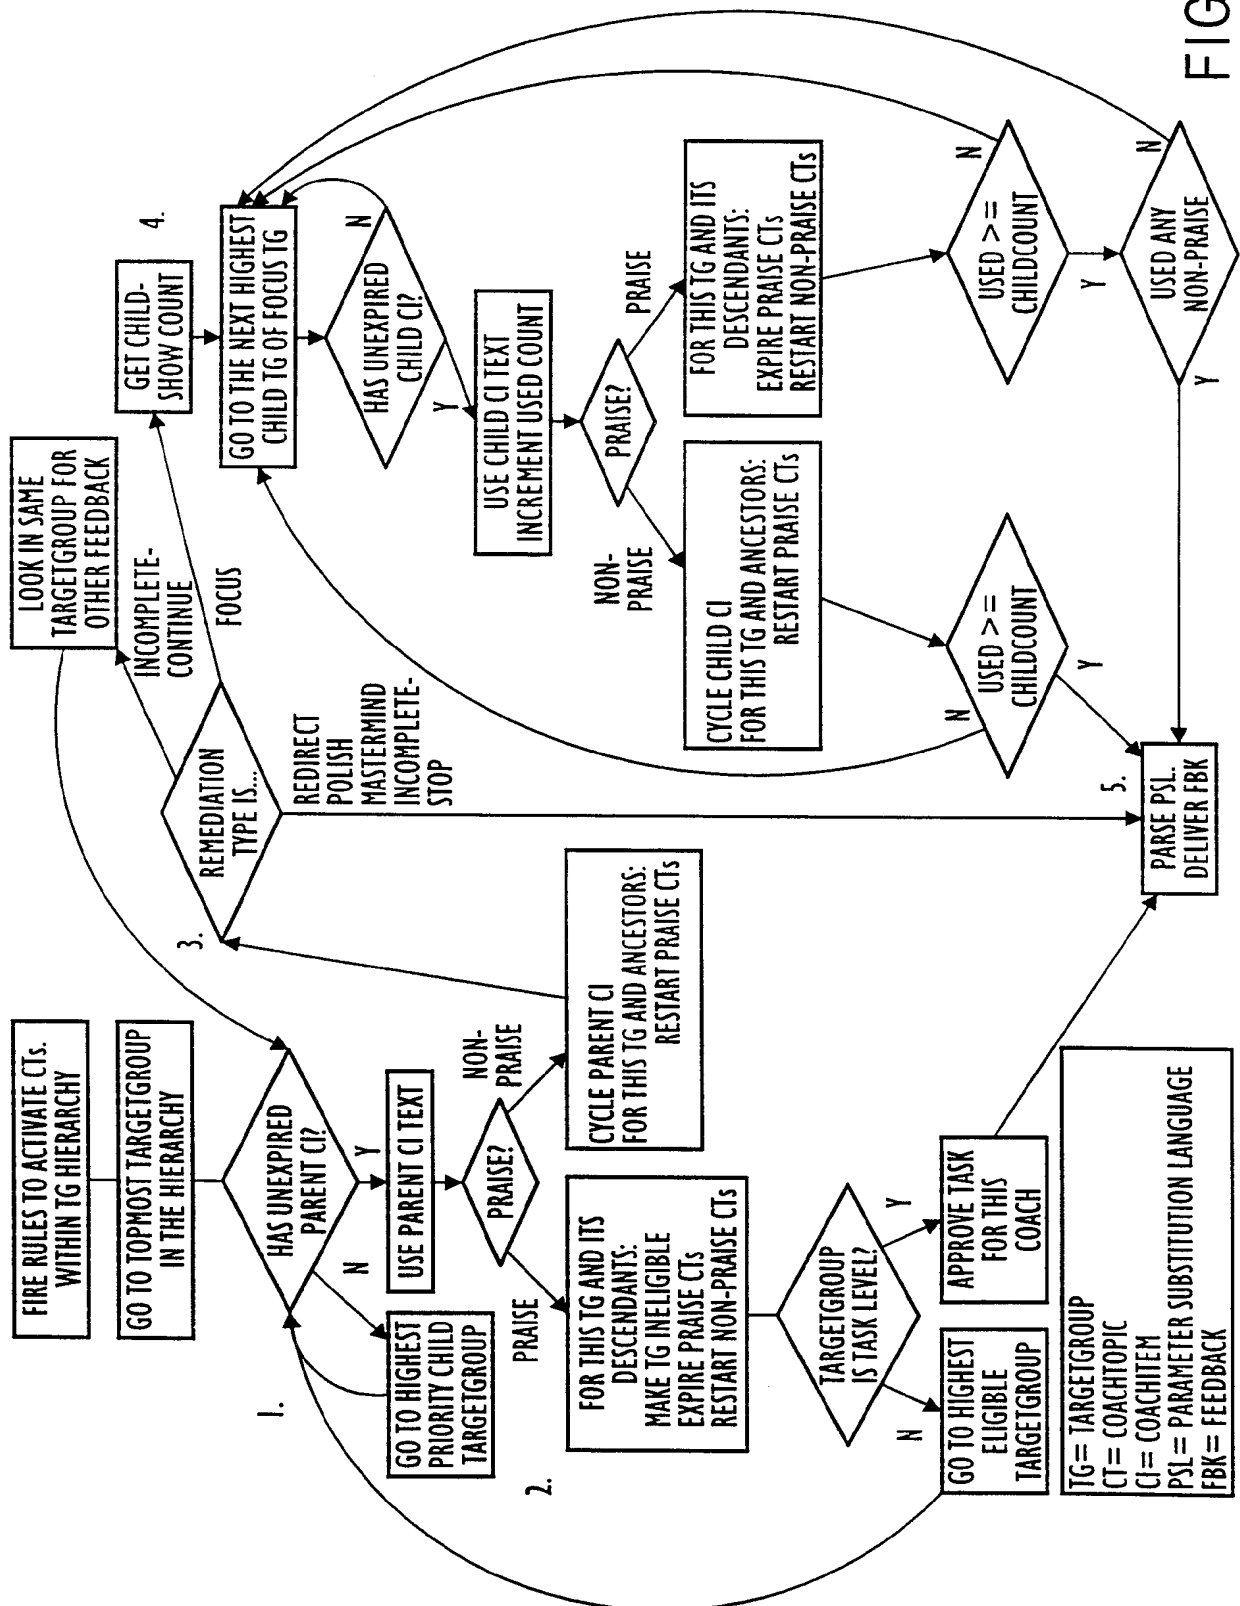 FIRE RULES TO ACTIVATE CTs.
WITHIN TG HIERARCHY
GO TO TOPMOST TARGETGROUP
IN THE HIERARCHY
1.
HAS UNEXPIRED
PARENT CI?
N
Y
GO TO HIGHEST
PRIORITY CHILD
TARGETGROUP
USE PARENT CI TEXT
PRAISE?
PRAISE
NON-
PRAISE
2.
FOR THIS TG AND ITS
DESCENDANTS:
MAKE TG INELIGIBLE
EXPIRE PRAISE CTs
RESTART NON-PRAISE CTs
CYCLE PARENT CI
FOR THIS TG AND ANCESTORS:
RESTART PRAISE CTs
TARGETGROUP
IS TASK LEVEL?
N
Y
GO TO HIGHEST
ELIGIBLE
TARGETGROUP
APPROVE TASK
FOR THIS
COACH
TG= TARGETGROUP
CT= COACHTOPIC
CI= COACHITEM
PSL= PARAMETER SUBSTITUTION LANGUAGE
FBK= FEEDBACK
LOOK IN SAME
TARGETGROUP FOR
OTHER FEEDBACK
3.
REMEDIATION
TYPE IS...
INCOMPLETE-
CONTINUE
FOCUS
REDIRECT
POLISH
MASTERMIND
INCOMPLETE-
STOP
4.
GET CHILD-
SHOW COUNT
GO TO THE NEXT HIGHEST
CHILD TG OF FOCUS TG
HAS UNEXPIRED
CHILD CI?
N
Y
USE CHILD CI TEXT
INCREMENT USED COUNT
PRAISE?
NON-
PRAISE
PRAISE
CYCLE CHILD CI
FOR THIS TG AND ANCESTORS:
RESTART PRAISE CTs
FOR THIS TG AND ITS
DESCENDANTS:
EXPIRE PRAISE CTs
RESTART NON-PRAISE CTs
USED >=
CHILDCOUNT
N
Y
USED >=
CHILDCOUNT
N
Y
USED ANY
NON-PRAISE
N
Y
5.
PARSE PSL.
DELIVER FBK
FIG